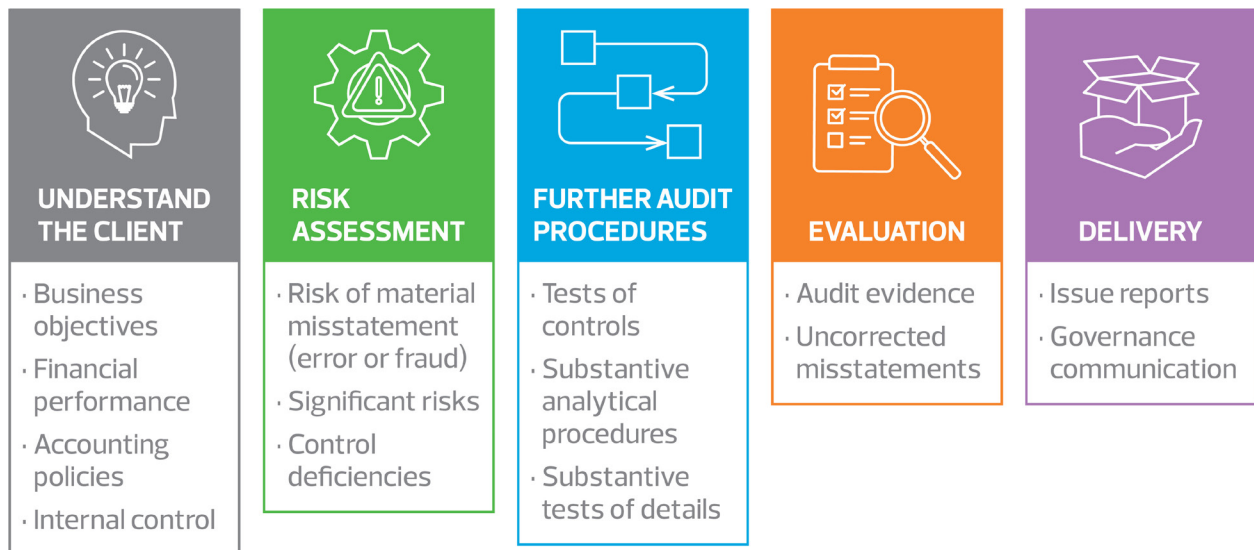 UNDERSTAND
THE CLIENT
· Business
objectives
· Financial
performance
· Accounting
policies
· Internal control
RISK
ASSESSMENT
· Risk of material
misstatement
(error or fraud)
· Significant risks
· Control
deficiencies
FURTHER AUDIT
PROCEDURES
· Tests of
controls
· Substantive
analytical
procedures
· Substantive
tests of details
EVALUATION
· Audit evidence
· Uncorrected
misstatements
DELIVERY
· Issue reports
· Governance
communication